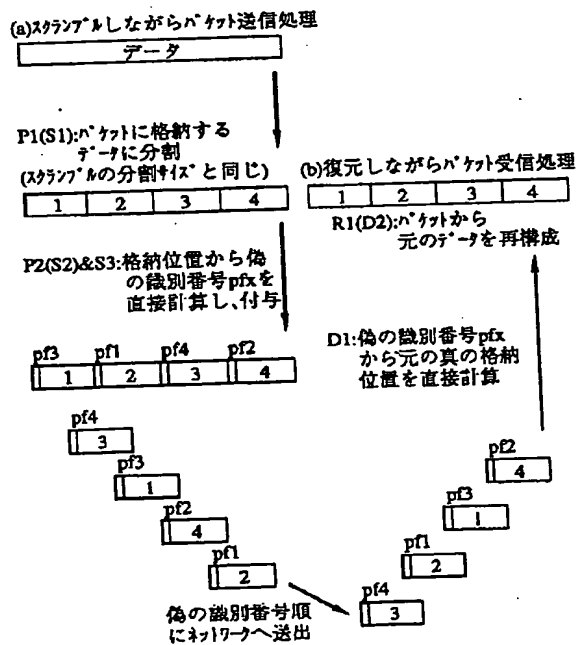 (a)ｽｸﾗﾝﾌﾞﾙしながらﾊﾟｹｯﾄ送信処理
データ
P1(S1):ﾊﾟｹｯﾄに格納する
ﾃﾞｰﾀに分割
(ｽｸﾗﾝﾌﾞﾙの分割ｻｲｽﾞと同じ)
1 2 3 4
P2(S2)&S3:格納位置から偽
の識別番号pfxを
直接計算し、付与
pf3 pf1 pf4 pf2
1 2 3 4
pf4
3
pf3
1
pf2
4
pf1
2
偽の識別番号順
にﾈｯﾄﾜｰｸへ送出
(b)復元しながらﾊﾟｹｯﾄ受信処理
1 2 3 4
R1(D2):ﾊﾟｹｯﾄから
元のﾃﾞｰﾀを再構成
D1:偽の識別番号pfx
から元の真の格納
位置を直接計算
pf2
4
pf3
1
pf1
2
pf4
3